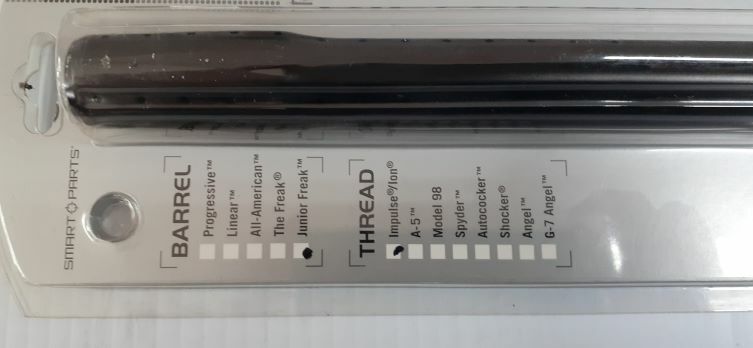 SMART PARTS®
BARREL
Progressive™
Linear™
All-American™
The Freak®
Junior Freak™
THREAD
Impulse®/Ion®
A-5™
Model 98
Spyder™
Autococker™
Shocker®
Angel™
G-7 Angel™